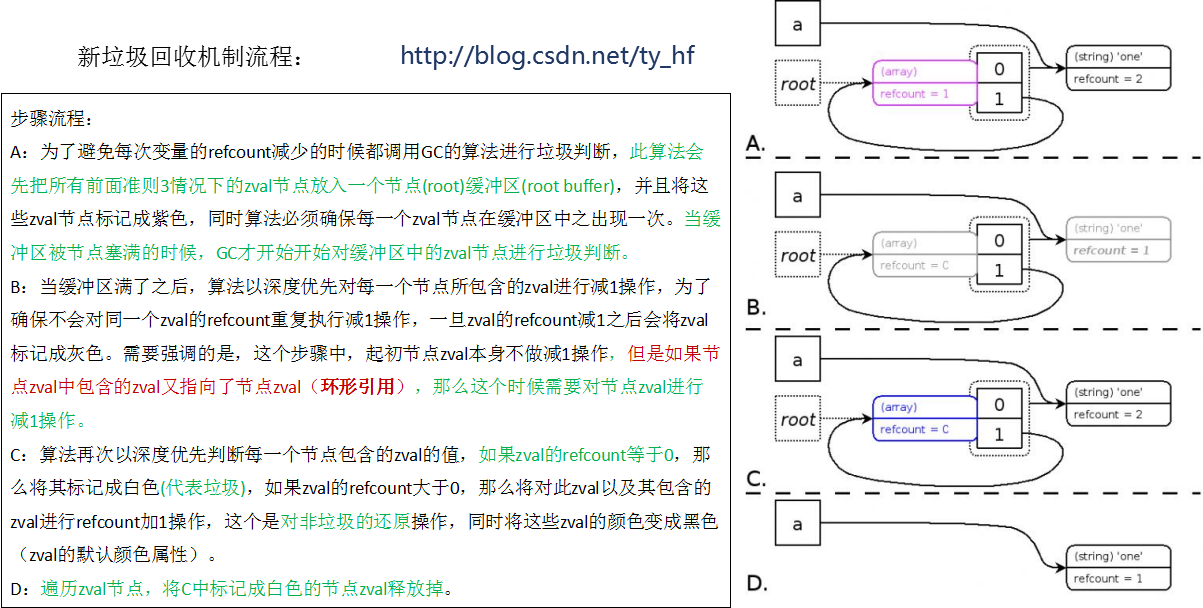 新垃圾回收机制流程：
http://blog.csdn.net/ty_hf
步骤流程：
A：为了避免每次变量的refcount减少的时候都调用GC的算法进行垃圾判断，此算法会
先把所有前面准则3情况下的zval节点放入一个节点(root)缓冲区(root buffer)，并且将这
些zval节点标记成紫色，同时算法必须确保每一个zval节点在缓冲区中之出现一次。当缓
冲区被节点塞满的时候，GC才开始开始对缓冲区中的zval节点进行垃圾判断。
B：当缓冲区满了之后，算法以深度优先对每一个节点所包含的zval进行减1操作，为了
确保不会对同一个zval的refcount重复执行减1操作，一旦zval的refcount减1之后会将zval
标记成灰色。需要强调的是，这个步骤中，起初节点zval本身不做减1操作，但是如果节
点zval中包含的zval又指向了节点zval（环形引用），那么这个时候需要对节点zval进行
减1操作。
C：算法再次以深度优先判断每一个节点包含的zval的值，如果zval的refcount等于0，那
么将其标记成白色(代表垃圾)，如果zval的refcount大于0，那么将对此zval以及其包含的
zval进行refcount加1操作，这个是对非垃圾的还原操作，同时将这些zval的颜色变成黑色
（zval的默认颜色属性）。
D：遍历zval节点，将C中标记成白色的节点zval释放掉。
a
(string) 'one'
refcount = 2
root
(array)
refcount = 1
0
1
A.
a
(string) 'one'
refcount = 1
root
(array)
refcount = 0
0
1
B.
a
(string) 'one'
refcount = 2
root
(array)
refcount = 0
0
1
C.
a
(string) 'one'
refcount = 1
D.